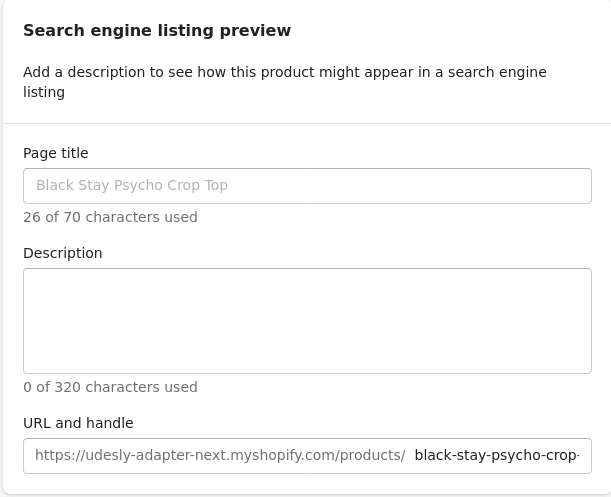 Search engine listing preview
Add a description to see how this product might appear in a search engine
listing
Page title
Black Stay Psycho Crop Top
26 of 70 characters used
Description
0 of 320 characters used
URL and handle
https://udesly-adapter-next.myshopify.com/products/ black-stay-psycho-crop-